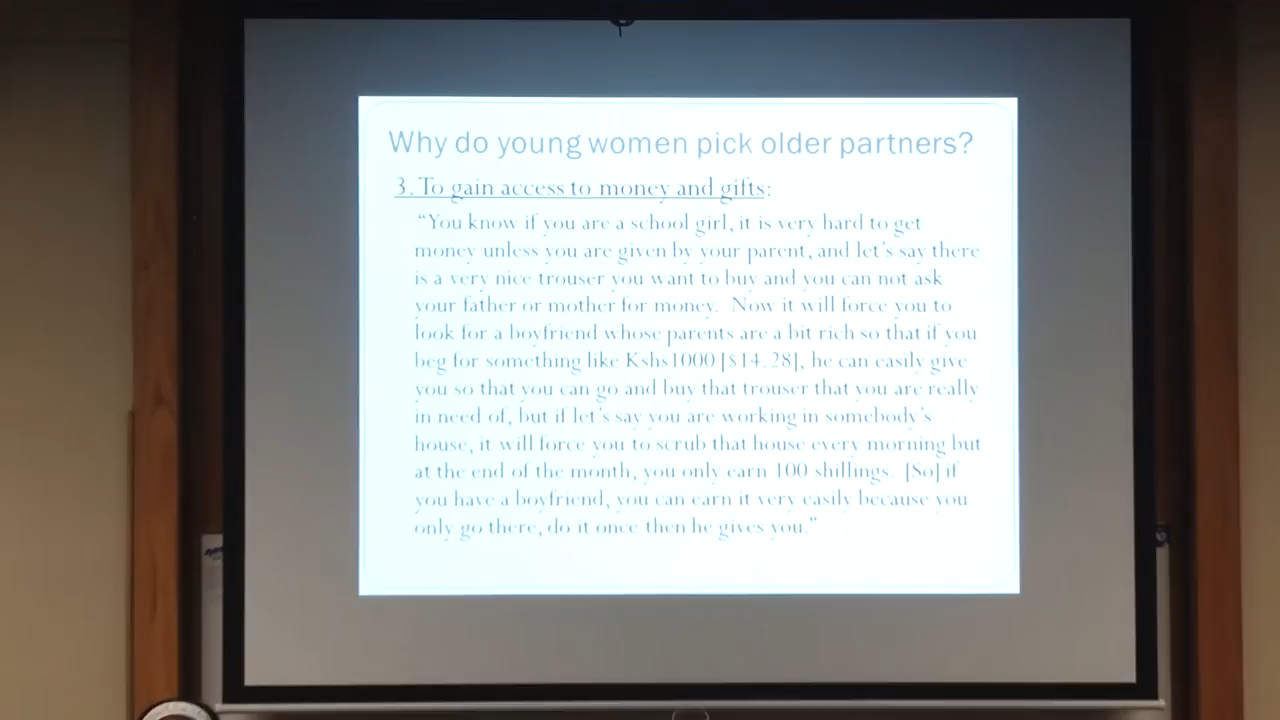 Why do young women pick older partners?
3. To gain access to money and gifts:
“You know if you are a school girl, it is very hard to get
money unless you are given by your parent, and let’s say there
is a very nice trouser you want to buy and you can not ask
your father or mother for money. Now it will force you to
look for a boyfriend whose parents are a bit rich so that if you
beg for something like Kshs1000 [$14.28], he can easily give
you so that you can go and buy that trouser that you are really
in need of, but if let’s say you are working in somebody’s
house, it will force you to scrub that house every morning but
at the end of the month, you only earn 100 shillings. [So] if
you have a boyfriend, you can earn it very easily because you
only go there, do it once then he gives you.”